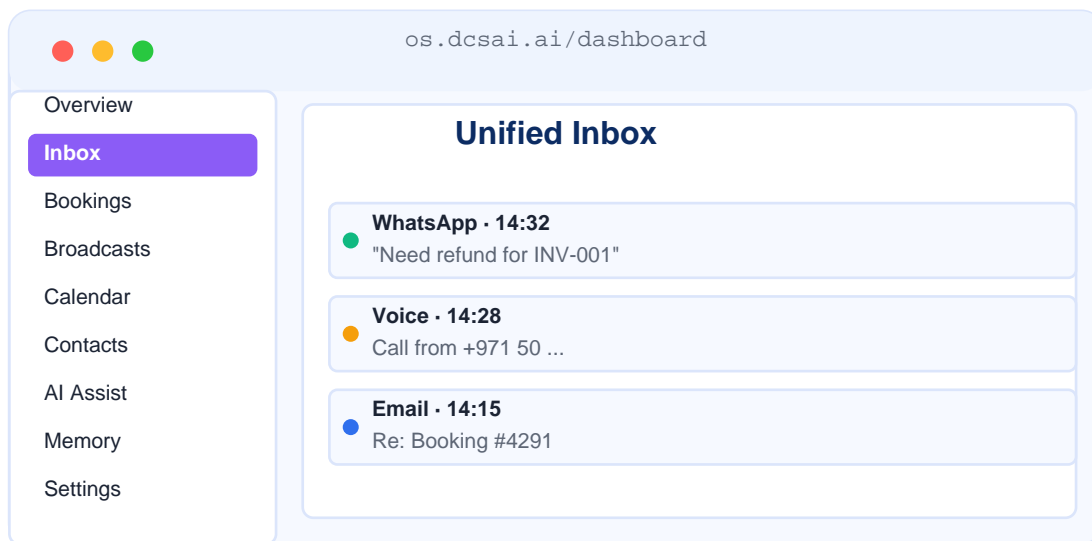 os.dcsai.ai/dashboard
Overview
Inbox
Bookings
Broadcasts
Calendar
Contacts
AI Assist
Memory
Settings
Unified Inbox
WhatsApp · 14:32
"Need refund for INV-001"
Voice · 14:28
Call from +971 50 ...
Email · 14:15
Re: Booking #4291